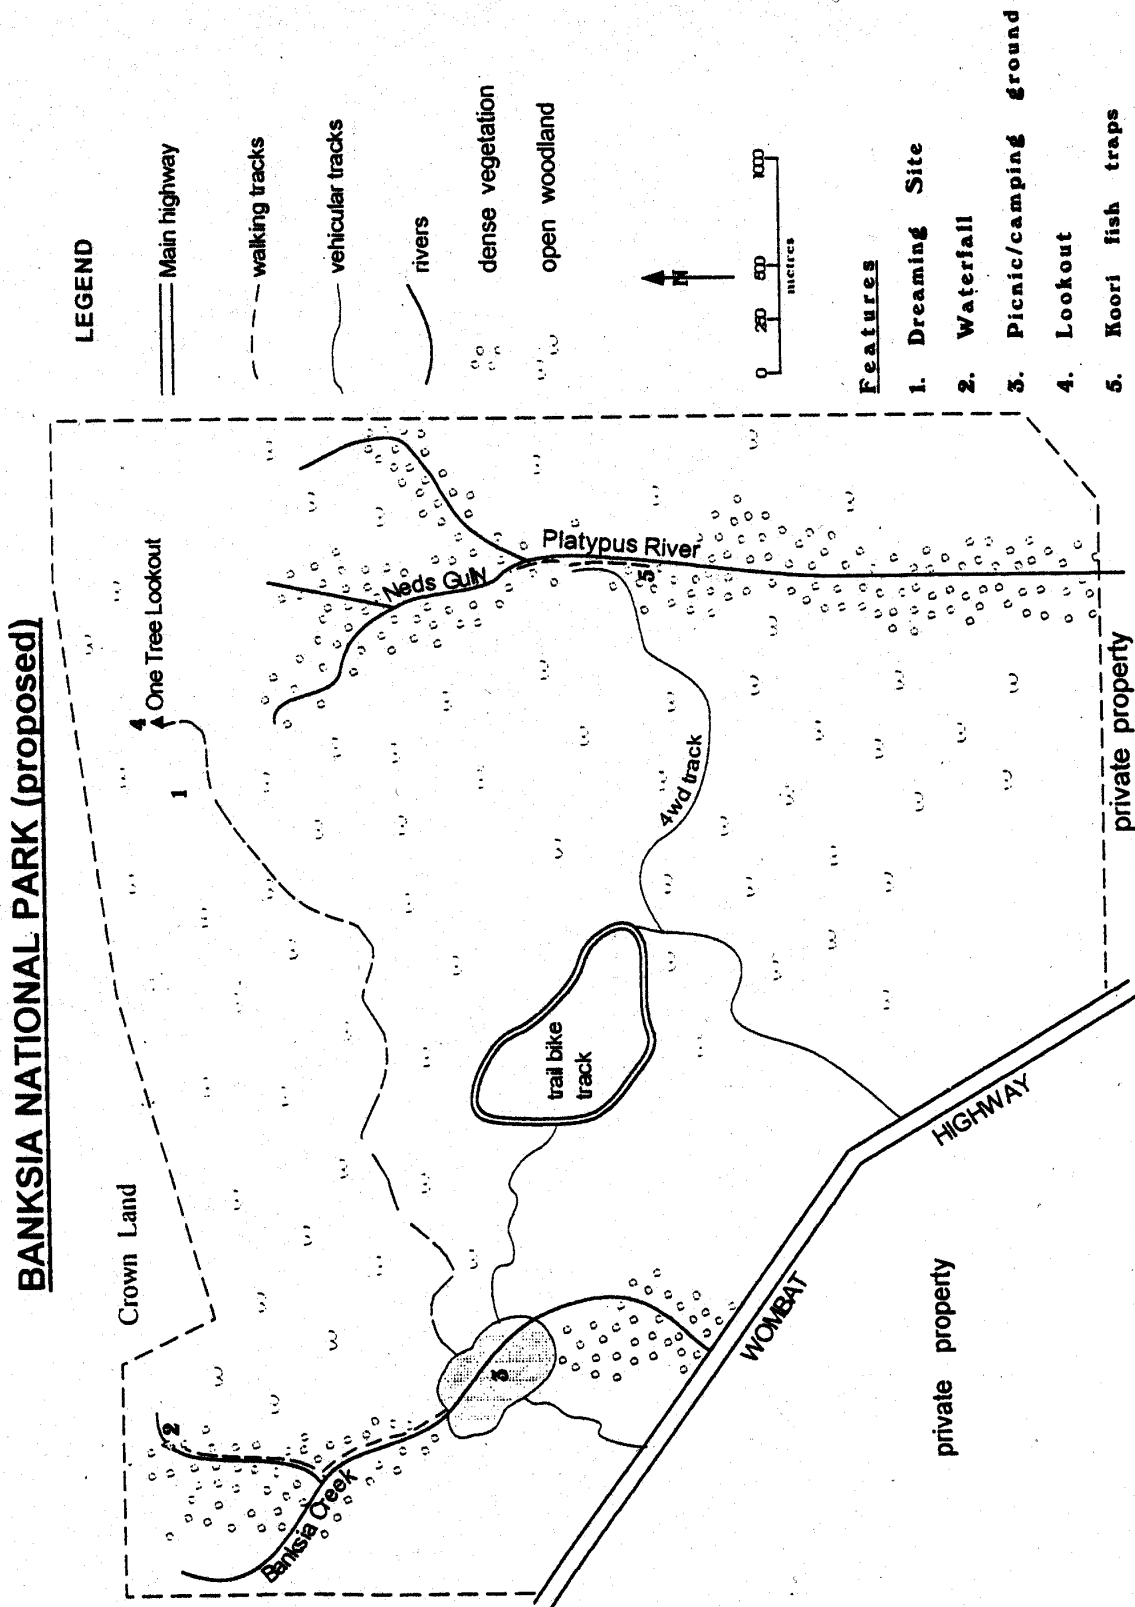 BANKSIA NATIONAL PARK (proposed)
Crown Land
4
One Tree Lookout
1
2
Banksia Creek
3
Neds Gully
Platypus River
5
4wd track
trail bike
track
WOMBAT
HIGHWAY
private property
private property
LEGEND
Main highway
walking tracks
vehicular tracks
rivers
dense vegetation
open woodland
N
0 250 500 1000
metres
Features
1. Dreaming Site
2. Waterfall
3. Picnic/camping ground
4. Lookout
5. Koori fish traps